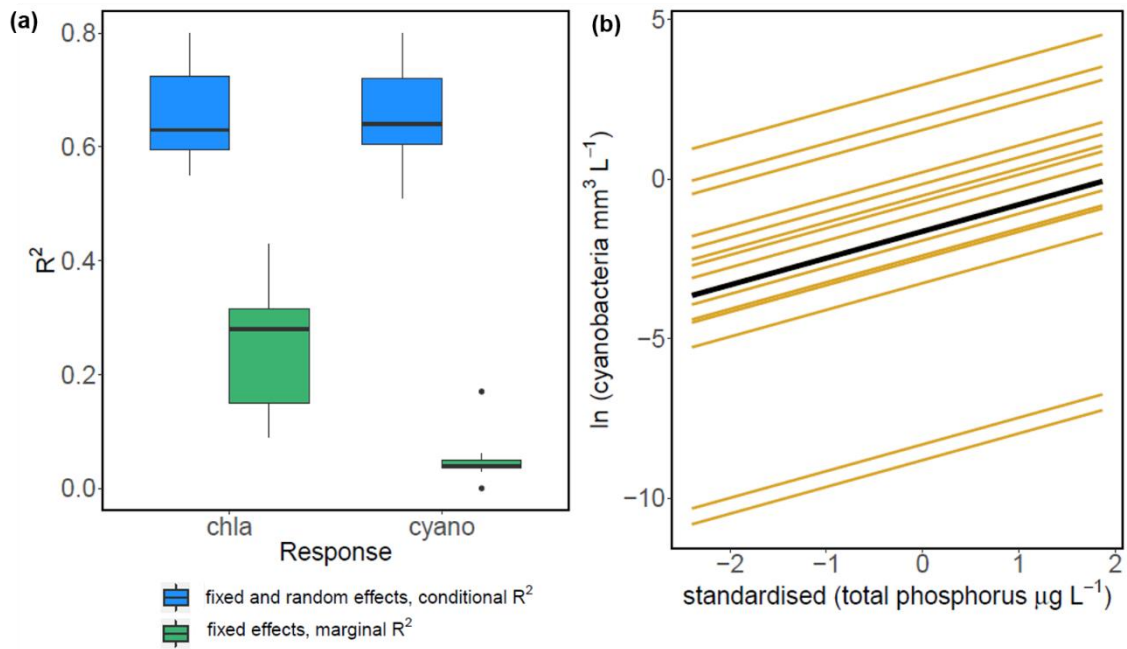 (a)
0.8
0.6
0.4
0.2
0.0
R²
chla cyano
Response
fixed and random effects, conditional R²
fixed effects, marginal R²
(b)
5
0
−5
−10
ln (cyanobacteria mm³ L⁻¹)
−2 −1 0 1 2
standardised (total phosphorus μg L⁻¹)